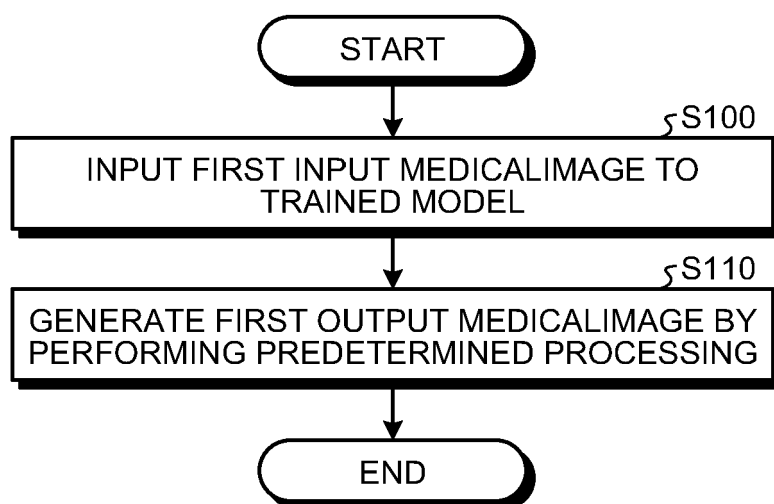 START
S100
INPUT FIRST INPUT MEDICALIMAGE TO
TRAINED MODEL
S110
GENERATE FIRST OUTPUT MEDICALIMAGE BY
PERFORMING PREDETERMINED PROCESSING
END